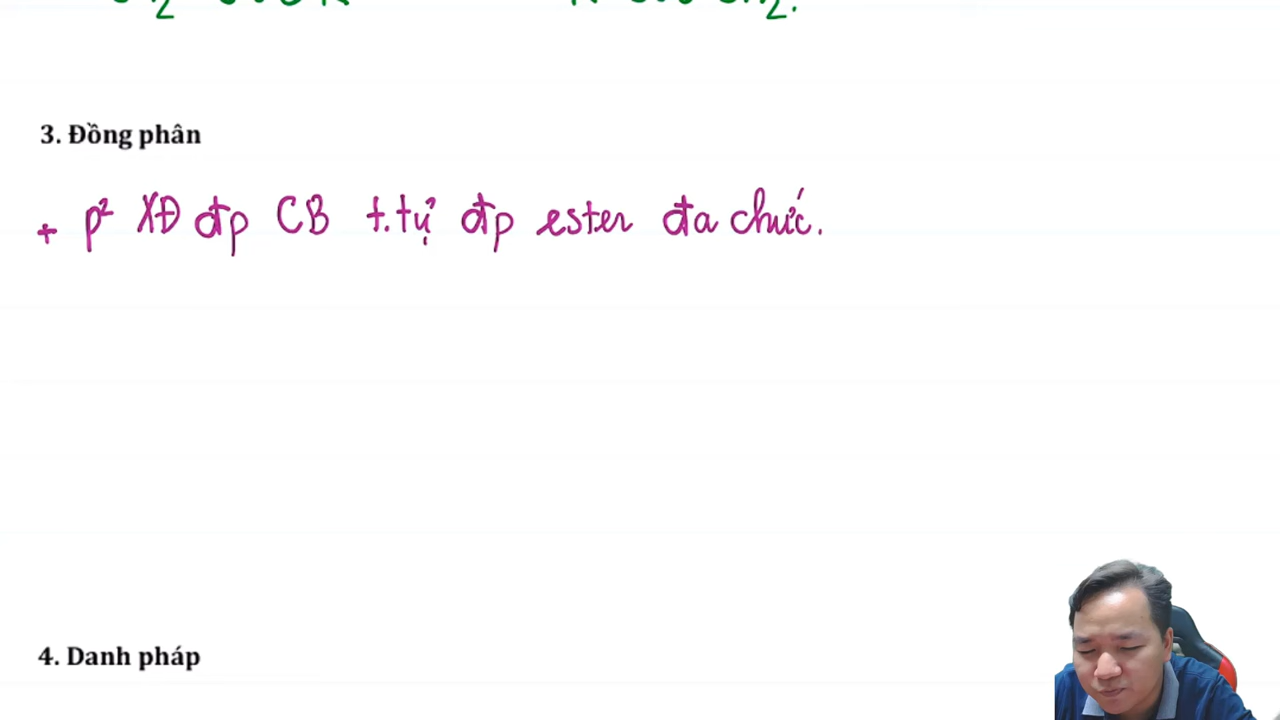 3. Đồng phân
+ p² XĐ đp CB t.tự đp ester đa chức.
4. Danh pháp